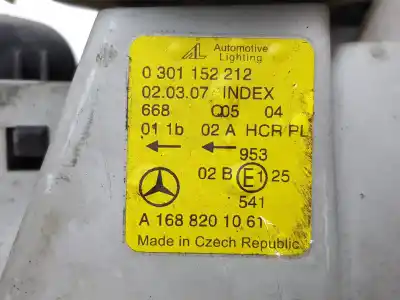 AL Automotive Lighting
0 301 152 212
02.03.07 INDEX
668 Q05 04
01 1b 02 A HCR PL
953
02 B E1 25
541
A 168 820 10 61
Made in Czech Republic